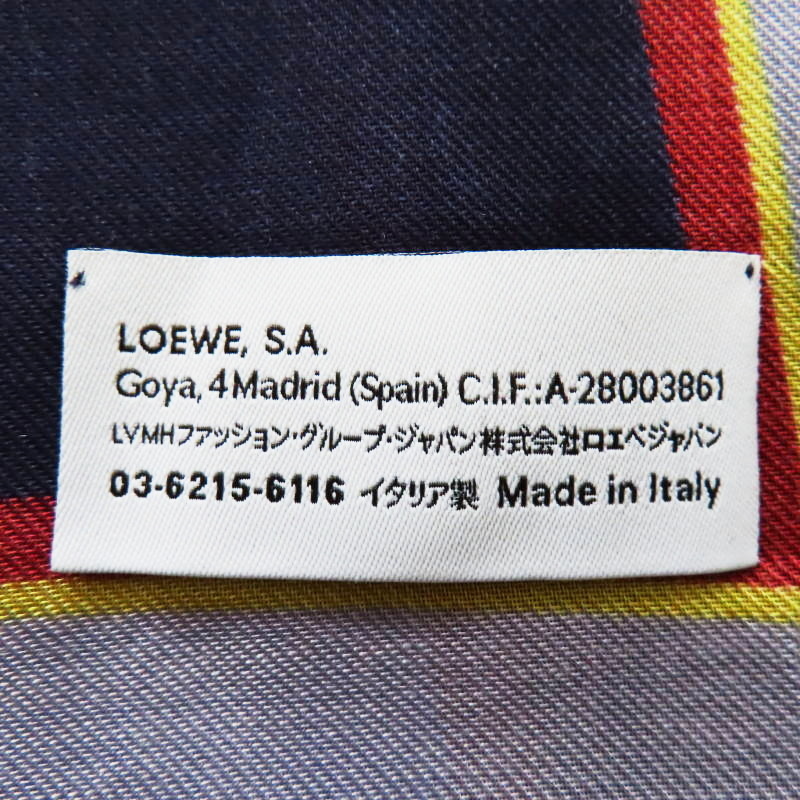 LOEWE, S.A.
Goya, 4 Madrid (Spain) C.I.F.: A-28003861
LVMHファッション・グループ・ジャパン株式会社ロエベジャパン
03-6215-6116 イタリア製 Made in Italy